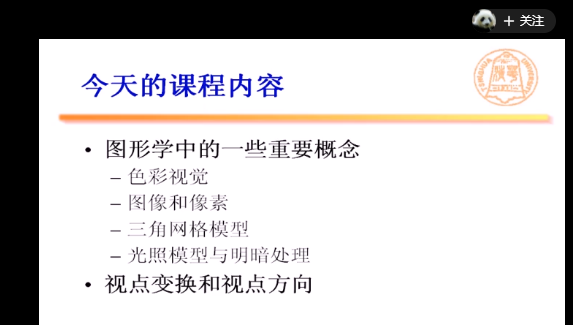 + 关注
今天的课程内容
• 图形学中的一些重要概念
– 色彩视觉
– 图像和像素
– 三角网格模型
– 光照模型与明暗处理
• 视点变换和视点方向